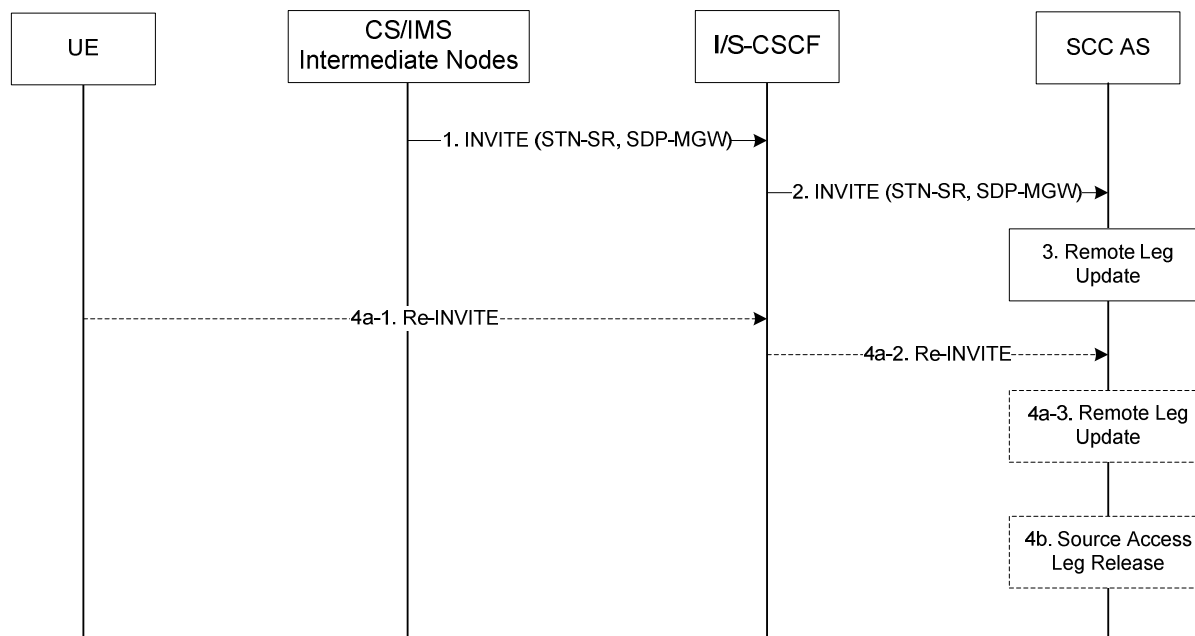 UE
CS/IMS
Intermediate Nodes
I/S-CSCF
SCC AS
1. INVITE (STN-SR, SDP-MGW)
2. INVITE (STN-SR, SDP-MGW)
3. Remote Leg
Update
4a-1. Re-INVITE
4a-2. Re-INVITE
4a-3. Remote Leg
Update
4b. Source Access
Leg Release